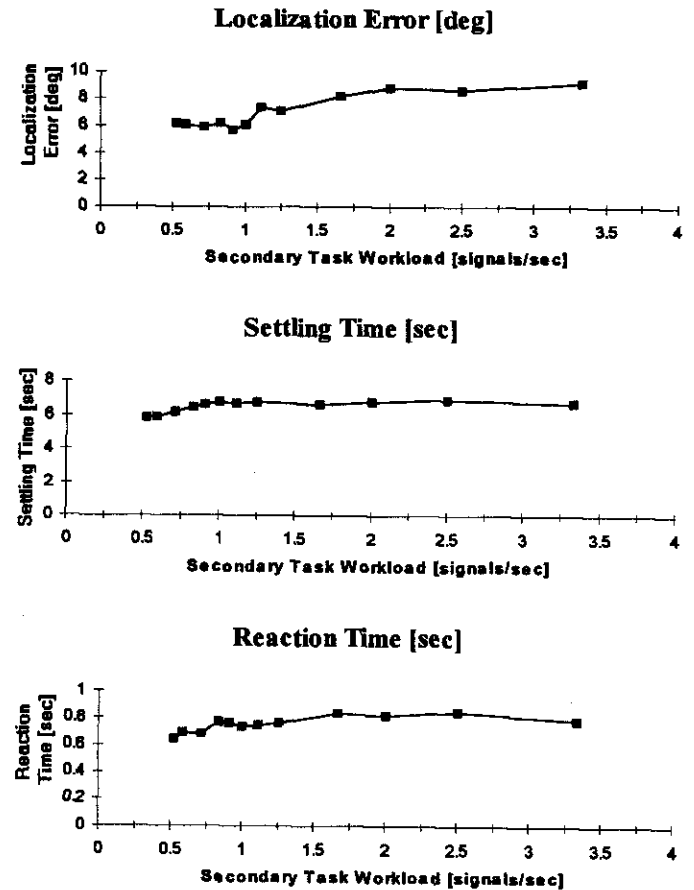 Localization Error [deg]
Localization
Error [deg]
10
8
6
4
2
0
0 0.5 1 1.5 2 2.5 3 3.5 4
Secondary Task Workload [signals/sec]
Settling Time [sec]
Settling Time [sec]
8
6
4
2
0
0 0.5 1 1.5 2 2.5 3 3.5 4
Secondary Task Workload [signals/sec]
Reaction Time [sec]
Reaction
Time [sec]
1
0.8
0.6
0.4
0.2
0
0 0.5 1 1.5 2 2.5 3 3.5 4
Secondary Task Workload [signals/sec]